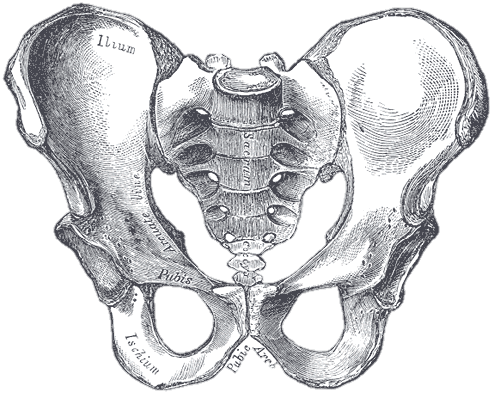 Ilium
Sacrum
Arcuate line
Pubis
Ischium
Pubic Arch